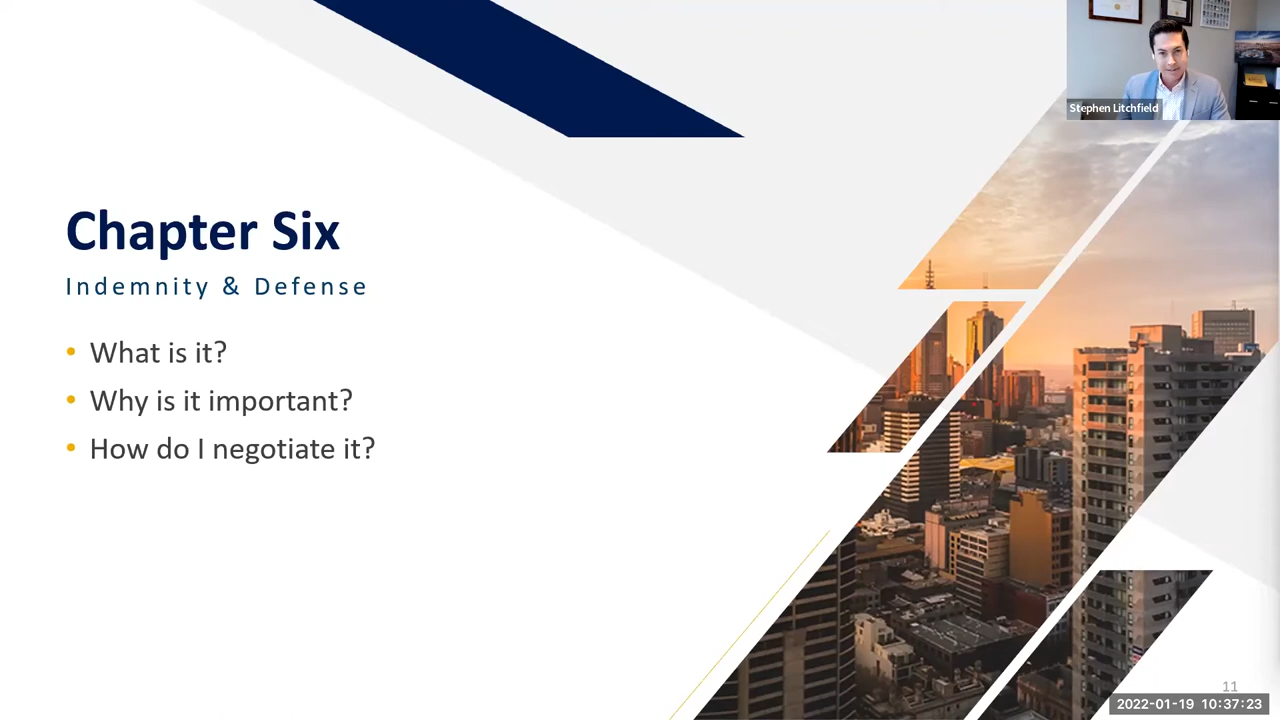 Stephen Litchfield
Chapter Six
Indemnity & Defense
• What is it?
• Why is it important?
• How do I negotiate it?
11
2022-01-19 10:37:23